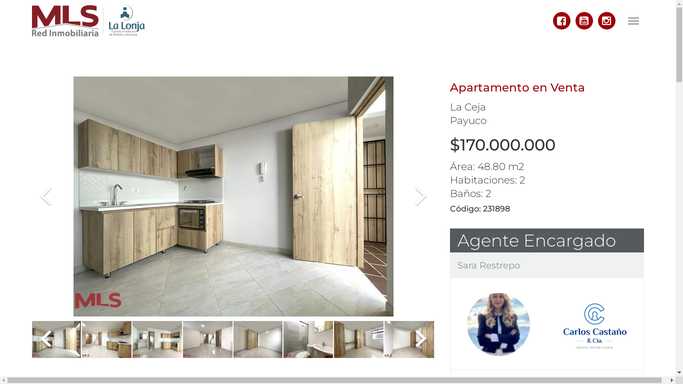 MLS
Red Inmobiliaria
La Lonja
Apartamento en Venta
La Ceja
Payuco
$170.000.000
Área: 48.80 m2
Habitaciones: 2
Baños: 2
Código: 231898
MLS
Agente Encargado
Sara Restrepo
Carlos Castaño
& Cía.